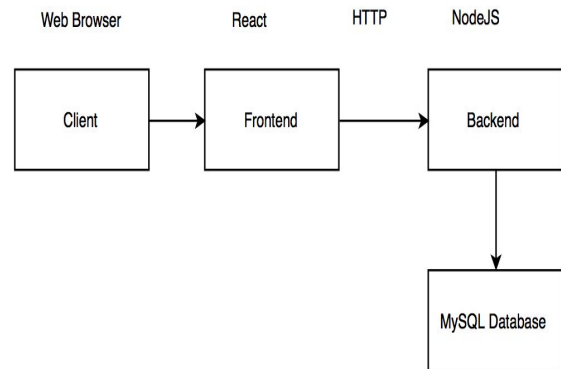 Web Browser
React
HTTP
NodeJS
Client
Frontend
Backend
MySQL Database